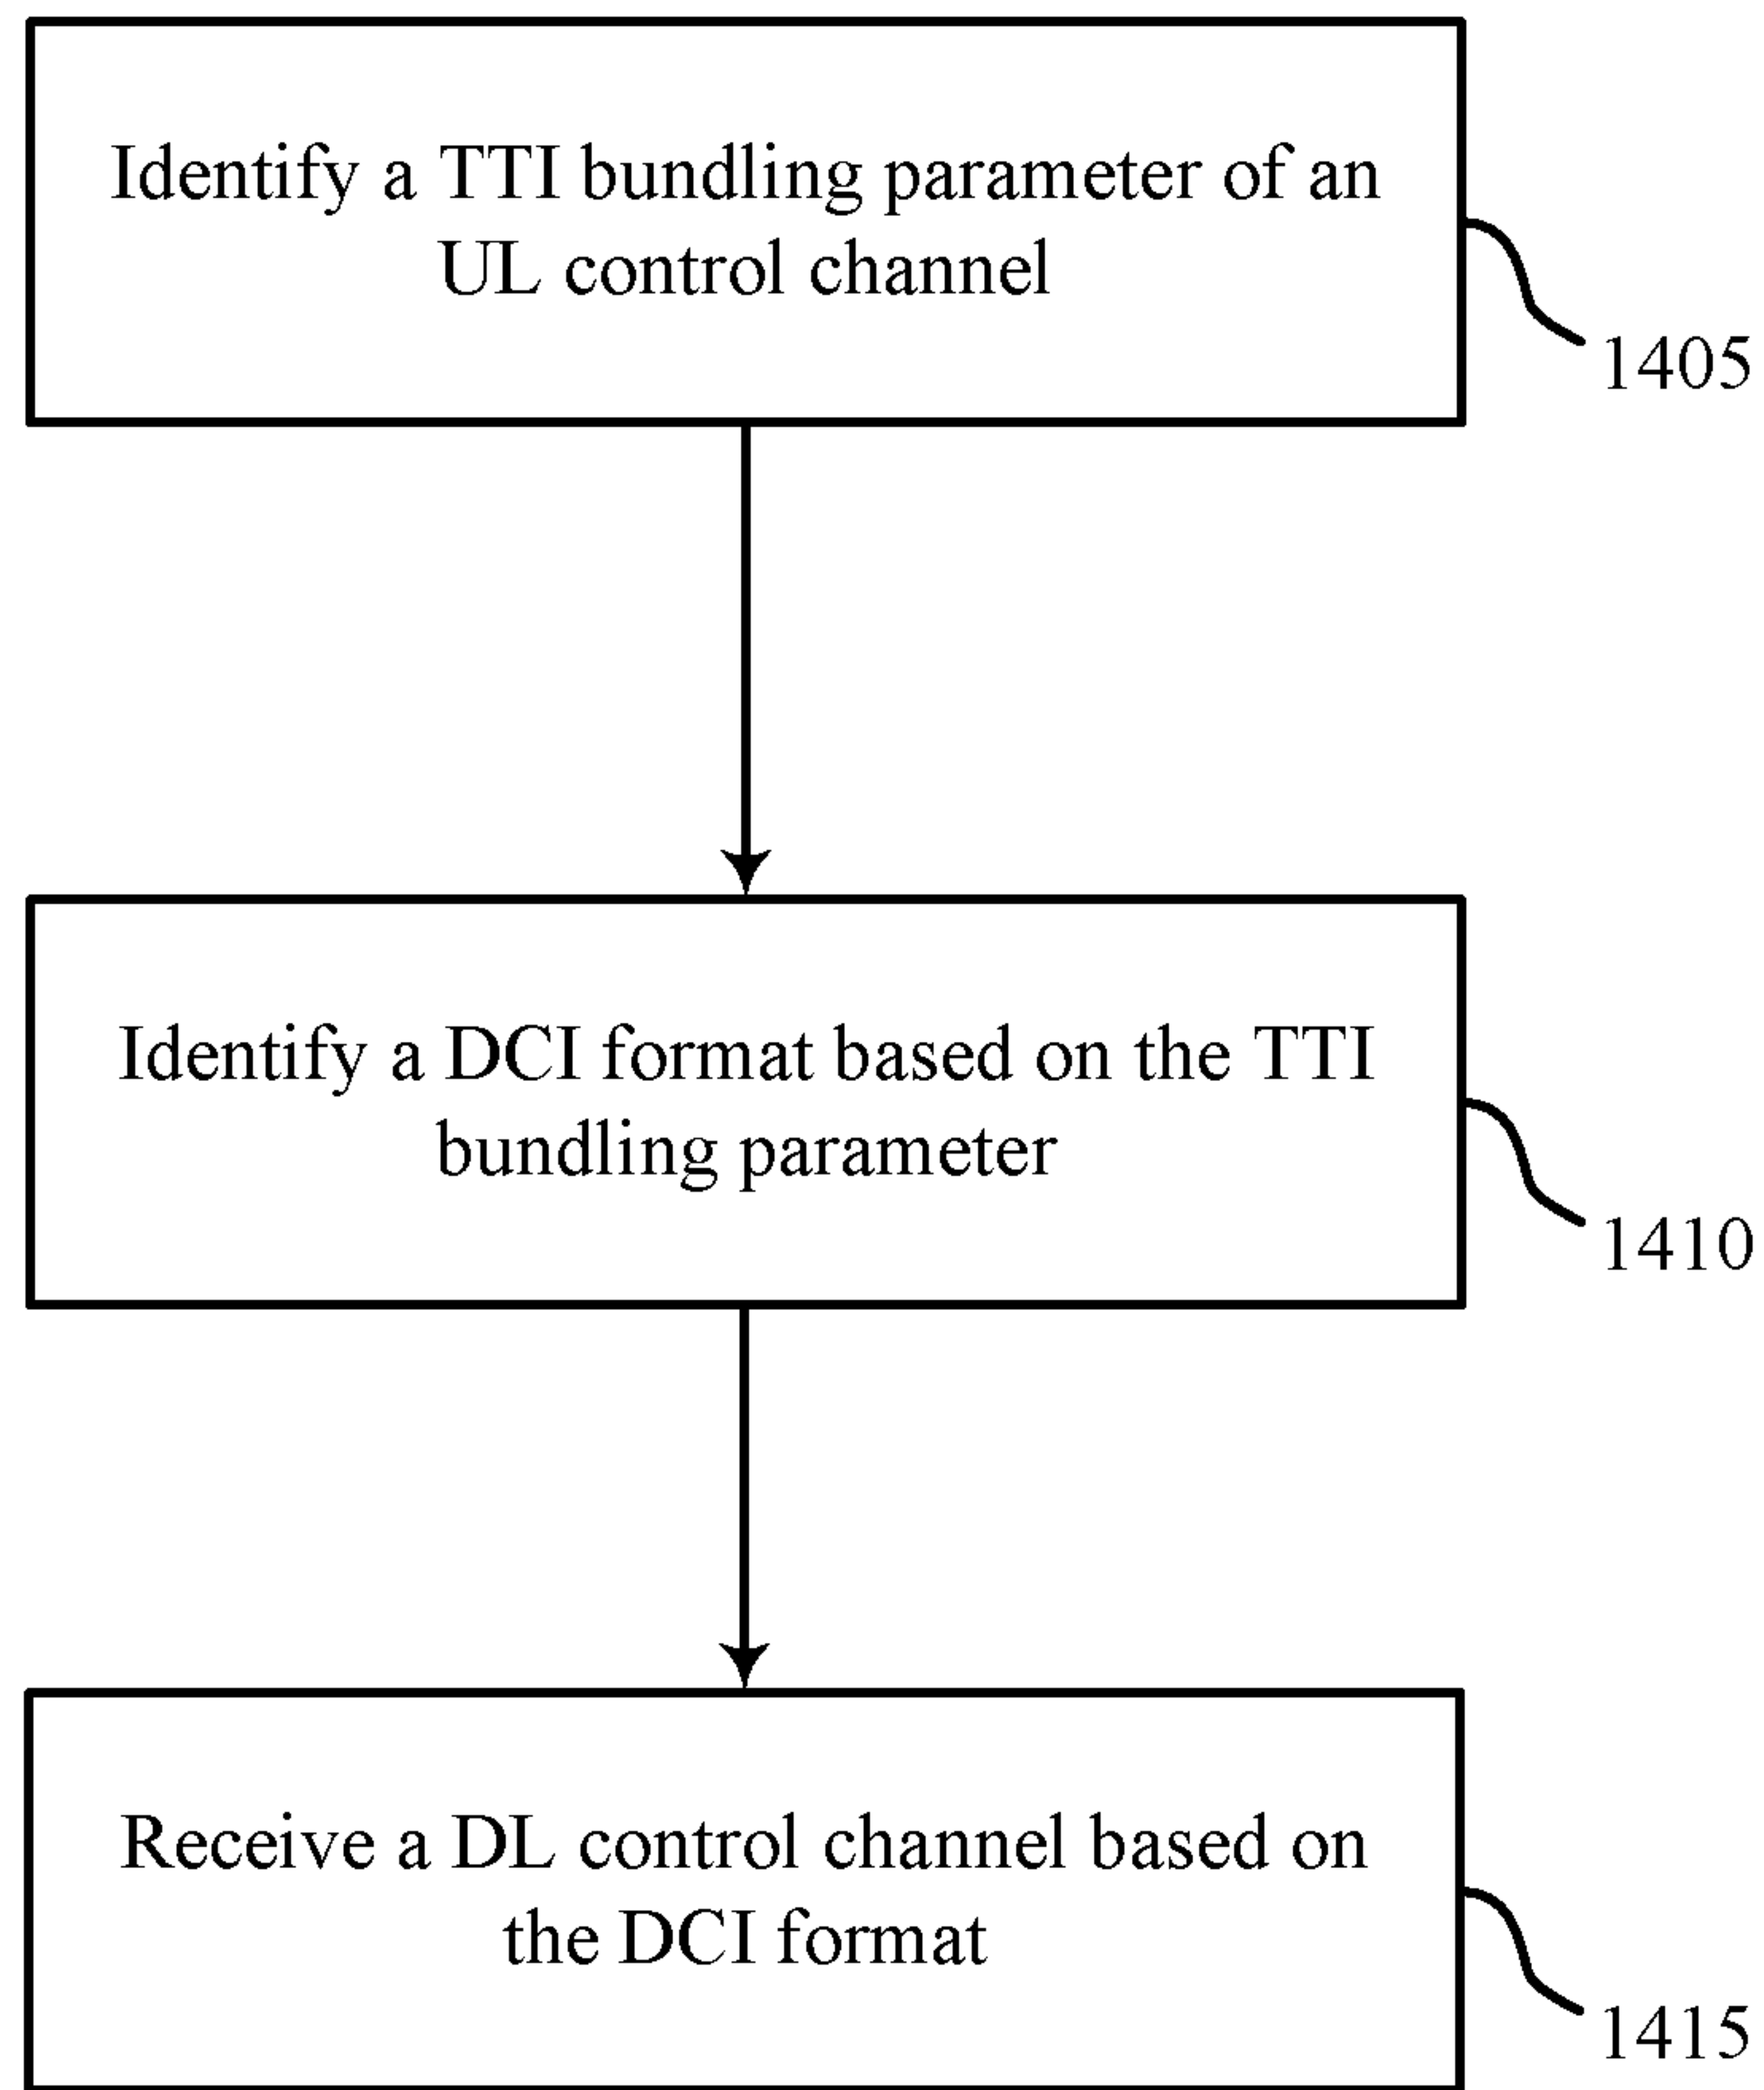 Identify a TTI bundling parameter of an
UL control channel
1405
Identify a DCI format based on the TTI
bundling parameter
1410
Receive a DL control channel based on
the DCI format
1415